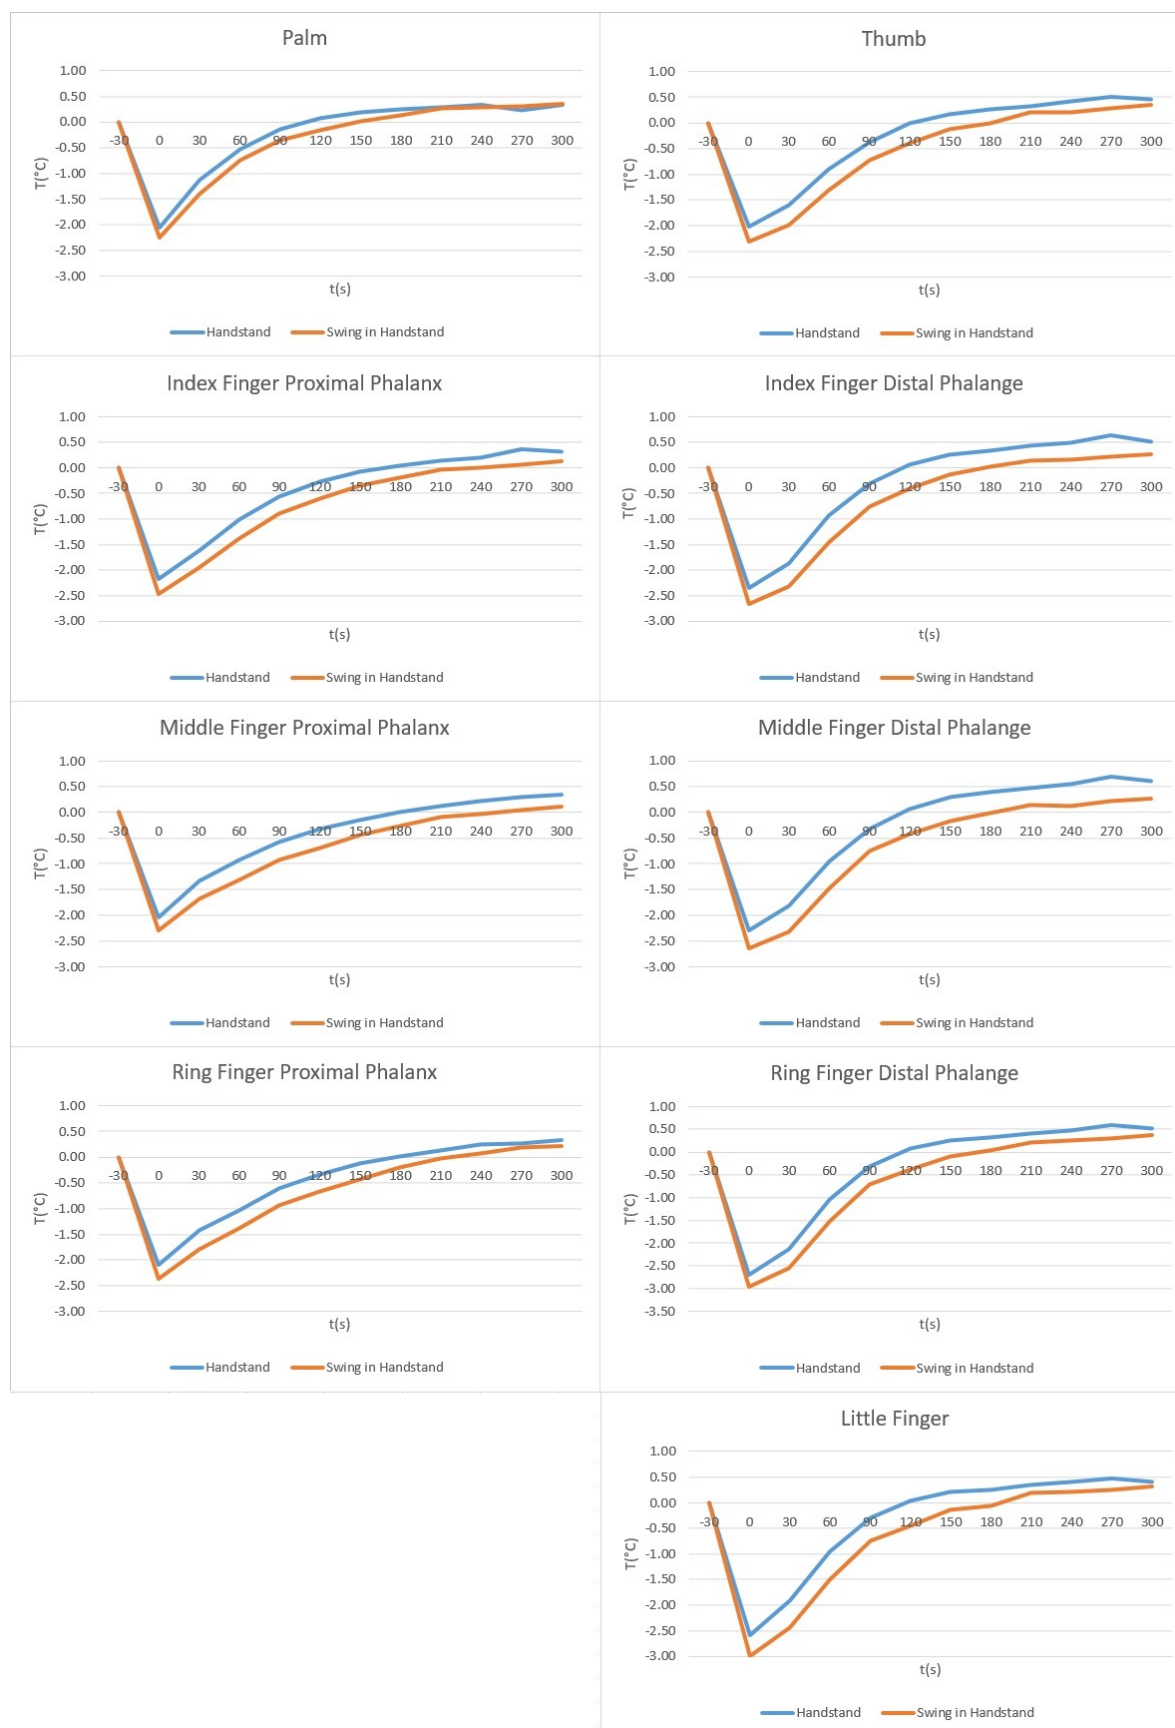 Palm
1.00
0.50
0.00
-30 0 30 60 90 120 150 180 210 240 270 300
-0.50
-1.00
-1.50
-2.00
-2.50
-3.00
T(°C)
t(s)
Handstand Swing in Handstand
Thumb
1.00
0.50
0.00
-30 0 30 60 90 120 150 180 210 240 270 300
-0.50
-1.00
-1.50
-2.00
-2.50
-3.00
T(°C)
t(s)
Handstand Swing in Handstand
Index Finger Proximal Phalanx
1.00
0.50
0.00
-30 0 30 60 90 120 150 180 210 240 270 300
-0.50
-1.00
-1.50
-2.00
-2.50
-3.00
T(°C)
t(s)
Handstand Swing in Handstand
Index Finger Distal Phalange
1.00
0.50
0.00
-30 0 30 60 90 120 150 180 210 240 270 300
-0.50
-1.00
-1.50
-2.00
-2.50
-3.00
T(°C)
t(s)
Handstand Swing in Handstand
Middle Finger Proximal Phalanx
1.00
0.50
0.00
-30 0 30 60 90 120 150 180 210 240 270 300
-0.50
-1.00
-1.50
-2.00
-2.50
-3.00
T(°C)
t(s)
Handstand Swing in Handstand
Middle Finger Distal Phalange
1.00
0.50
0.00
-30 0 30 60 90 120 150 180 210 240 270 300
-0.50
-1.00
-1.50
-2.00
-2.50
-3.00
T(°C)
t(s)
Handstand Swing in Handstand
Ring Finger Proximal Phalanx
1.00
0.50
0.00
-30 0 30 60 90 120 150 180 210 240 270 300
-0.50
-1.00
-1.50
-2.00
-2.50
-3.00
T(°C)
t(s)
Handstand Swing in Handstand
Ring Finger Distal Phalange
1.00
0.50
0.00
-30 0 30 60 90 120 150 180 210 240 270 300
-0.50
-1.00
-1.50
-2.00
-2.50
-3.00
-3.50
T(°C)
t(s)
Handstand Swing in Handstand
Little Finger
1.00
0.50
0.00
-30 0 30 60 90 120 150 180 210 240 270 300
-0.50
-1.00
-1.50
-2.00
-2.50
-3.00
T(°C)
t(s)
Handstand Swing in Handstand